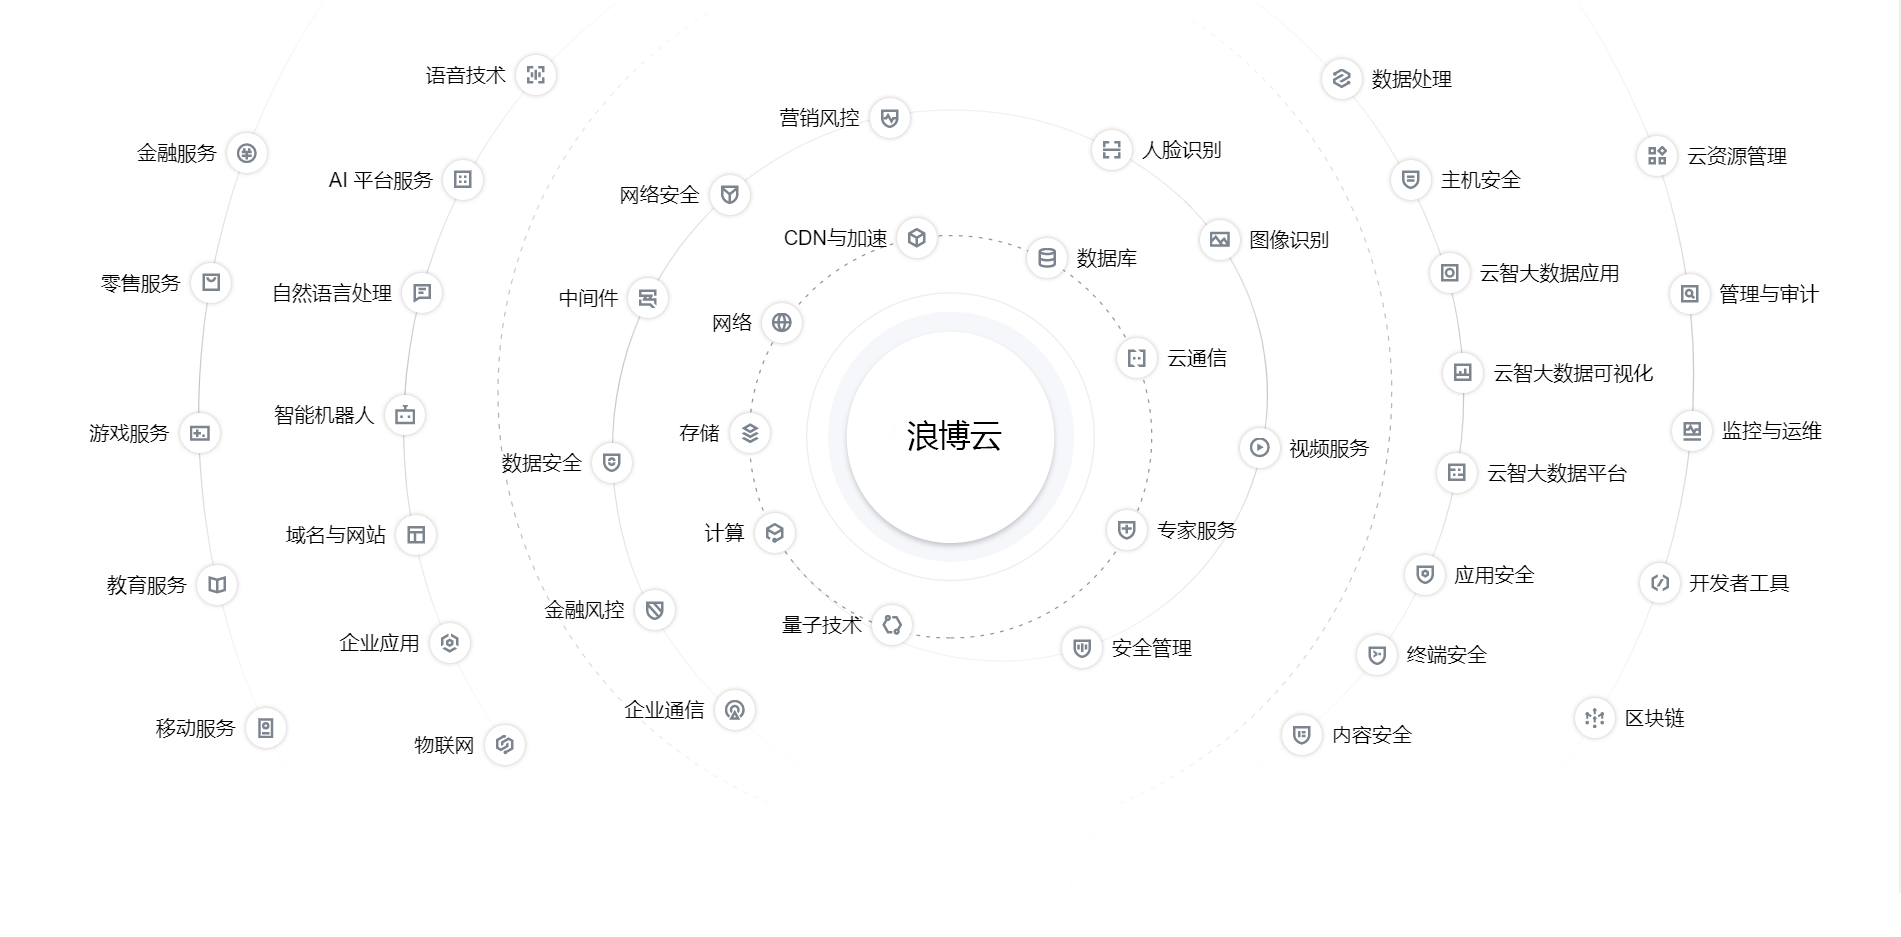 语音技术
数据处理
营销风控
人脸识别
金融服务
云资源管理
AI 平台服务
主机安全
网络安全
CDN与加速
图像识别
数据库
云智大数据应用
零售服务
自然语言处理
中间件
管理与审计
网络
云通信
云智大数据可视化
智能机器人
游戏服务
存储
浪博云
监控与运维
视频服务
数据安全
云智大数据平台
域名与网站
计算
专家服务
应用安全
教育服务
开发者工具
金融风控
量子技术
企业应用
安全管理
终端安全
企业通信
区块链
移动服务
物联网
内容安全